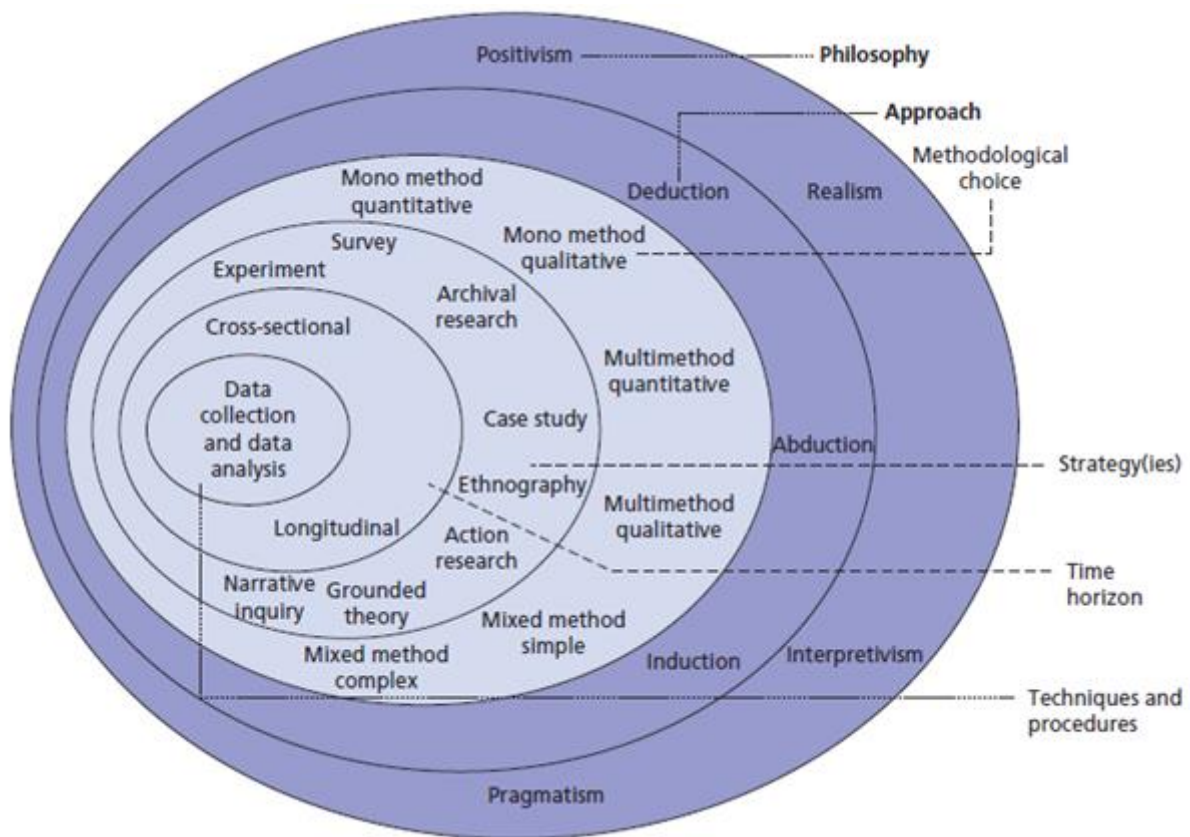 Positivism
Philosophy
Approach
Methodological
choice
Mono method
quantitative
Deduction
Realism
Survey
Mono method
qualitative
Experiment
Archival
research
Cross-sectional
Multimethod
quantitative
Data
collection
and data
analysis
Case study
Abduction
Strategy(ies)
Ethnography
Multimethod
qualitative
Longitudinal
Action
research
Time
horizon
Narrative
inquiry
Grounded
theory
Mixed method
simple
Mixed method
complex
Induction
Interpretivism
Techniques and
procedures
Pragmatism